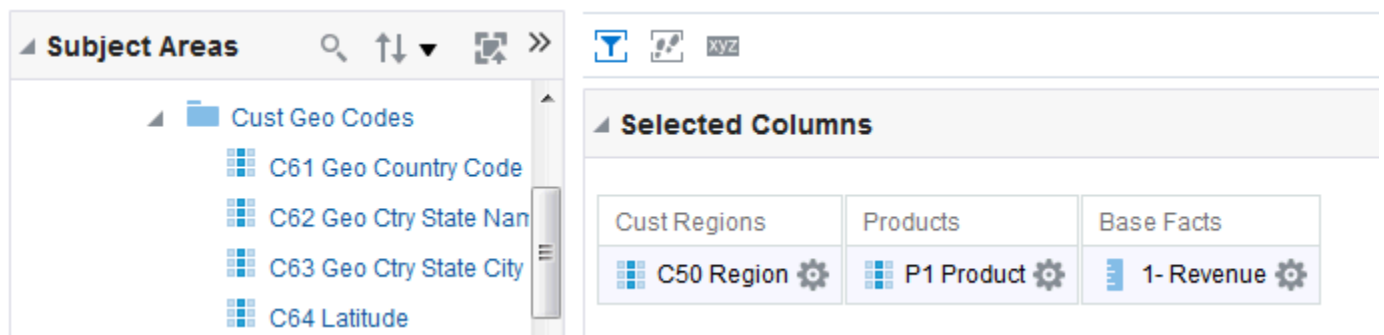 Subject Areas
Cust Geo Codes
C61 Geo Country Code
C62 Geo Ctry State
C63 Geo Ctry State City
C64 Latitude
xyz
Selected Columns
Cust Regions Products Base Facts
C50 Region P1 Product 1- Revenue